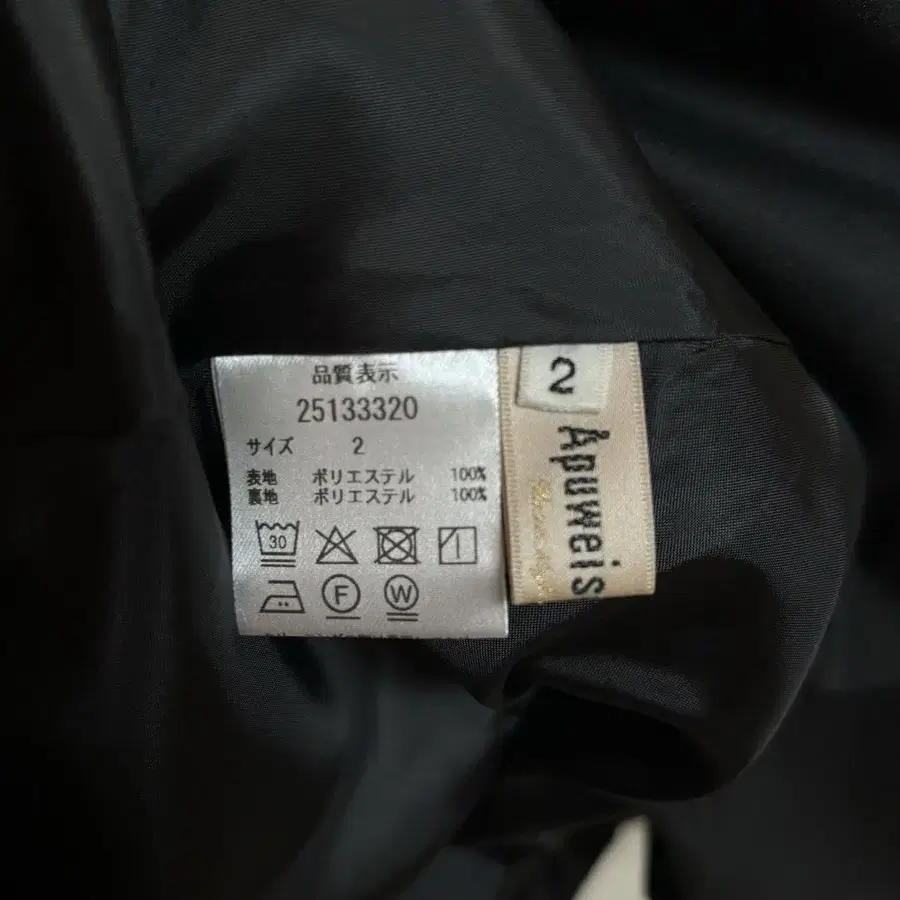 品質表示
25133320
サイズ 2
表地 ポリエステル 100%
裏地 ポリエステル 100%
30
F
W
2
Apuweis